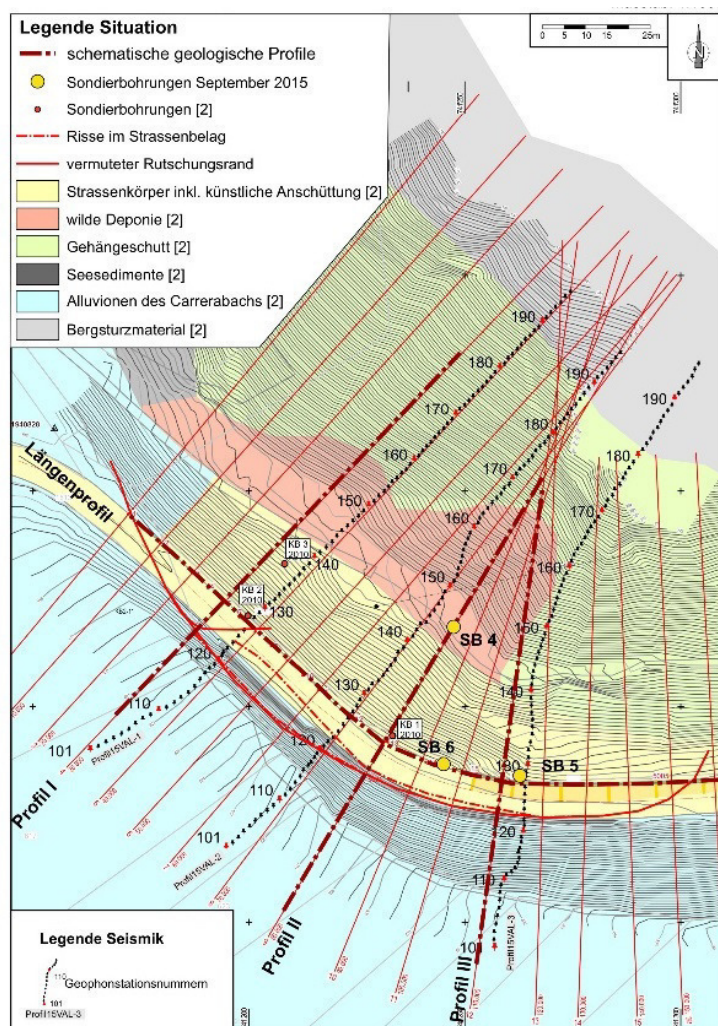 Legende Situation
schematische geologische Profile
Sondierbohrungen September 2015
Sondierbohrungen [2]
Risse im Strassenbelag
vermuteter Rutschungsrand
Strassenkörper inkl. künstliche Anschüttung [2]
wilde Deponie [2]
Gehängeschutt [2]
Seesedimente [2]
Alluvionen des Carrerabachs [2]
Bergsturzmaterial [2]
0 5 10 15 25m
N
190
180
170
160
150
140
130
120
110
101
Profil15VAL-1
190
180
170
160
150
140
130
120
110
101
Profil15VAL-2
190
180
170
160
150
140
130
120
110
101
Profil15VAL-3
Längenprofil
KB 3
2010
KB 2
2010
KB 1
2010
SB 4
SB 6
SB 5
Profil I
Profil II
Profil III
Legende Seismik
110
Geophonstationsnummern
101
Profil15VAL-3